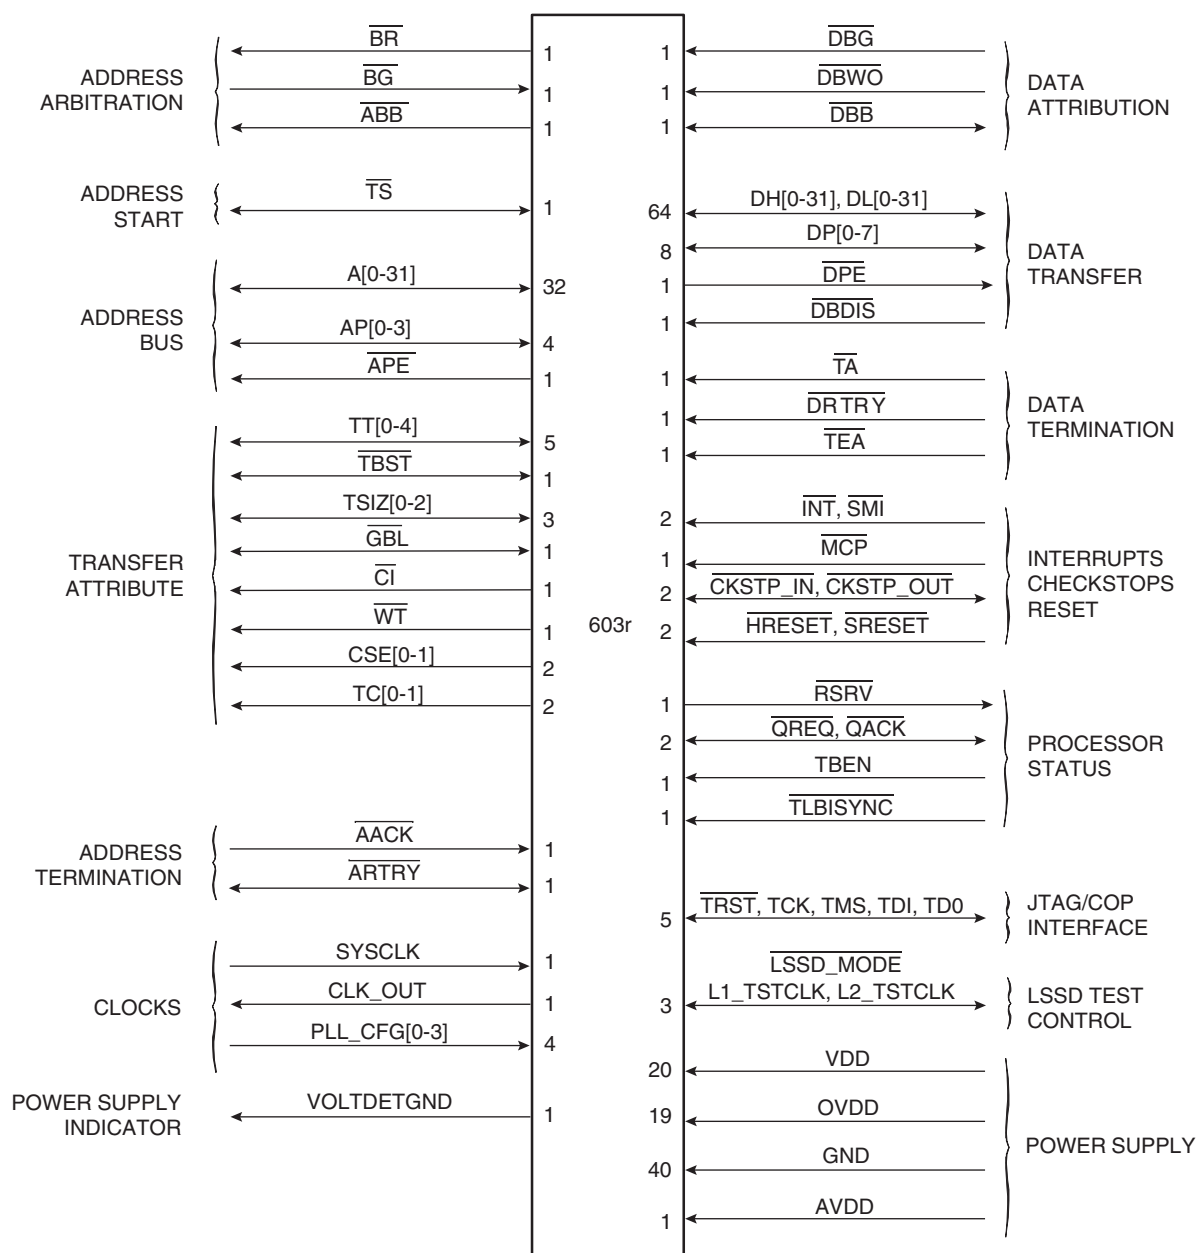 ADDRESS
ARBITRATION
BR
1
BG
1
ABB
1
ADDRESS
START
TS
1
ADDRESS
BUS
A[0-31]
32
AP[0-3]
4
APE
1
TRANSFER
ATTRIBUTE
TT[0-4]
5
TBST
1
TSIZ[0-2]
3
GBL
1
CI
1
WT
1
CSE[0-1]
2
TC[0-1]
2
ADDRESS
TERMINATION
AACK
1
ARTRY
1
CLOCKS
SYSCLK
1
CLK_OUT
1
PLL_CFG[0-3]
4
POWER SUPPLY
INDICATOR
VOLTDETGND
1
603r
1
DBG
1
DBWO
1
DBB
DATA
ATTRIBUTION
64
DH[0-31], DL[0-31]
8
DP[0-7]
1
DPE
1
DBDIS
DATA
TRANSFER
1
TA
1
DRTRY
1
TEA
DATA
TERMINATION
2
INT, SMI
1
MCP
2
CKSTP_IN, CKSTP_OUT
2
HRESET, SRESET
INTERRUPTS
CHECKSTOPS
RESET
1
RSRV
2
QREQ, QACK
1
TBEN
1
TLBISYNC
PROCESSOR
STATUS
5
TRST, TCK, TMS, TDI, TD0
JTAG/COP
INTERFACE
LSSD_MODE
3
L1_TSTCLK, L2_TSTCLK
LSSD TEST
CONTROL
20
VDD
19
OVDD
40
GND
1
AVDD
POWER SUPPLY